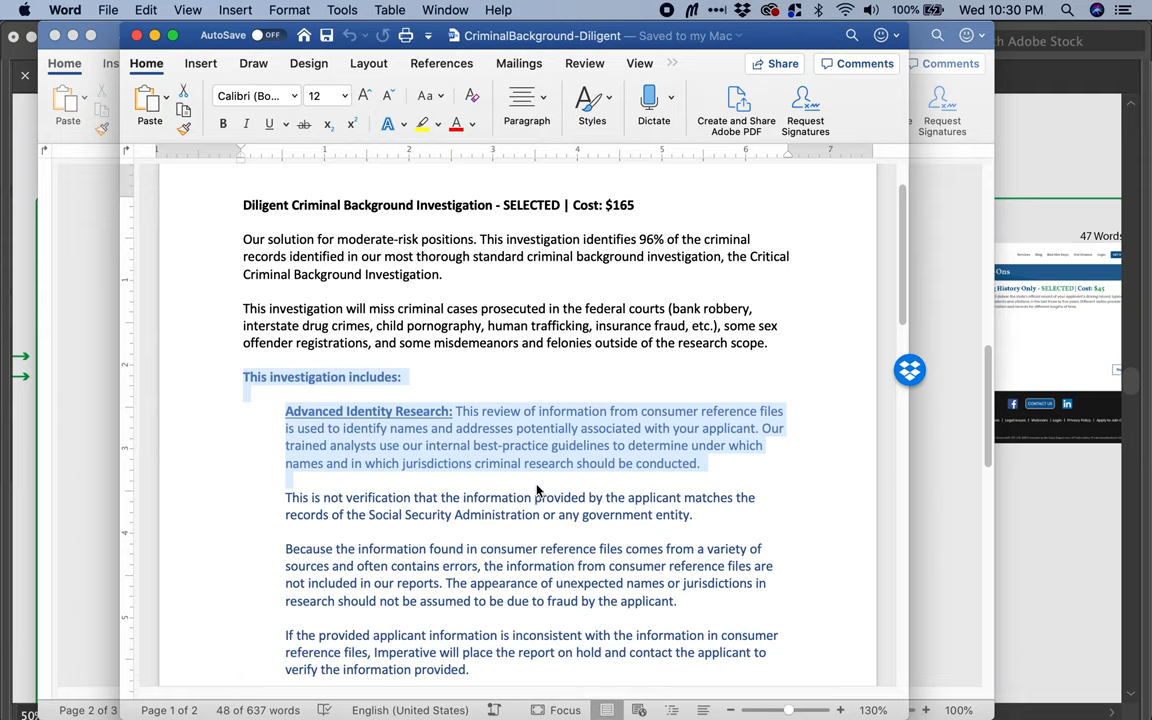 Word File Edit View Insert Format Tools Table Window Help 100% Wed 10:30 PM
AutoSave OFF CriminalBackground-Diligent — Saved to my Mac
h Adobe Stock
Home Ins Home Insert Draw Design Layout References Mailings Review View Share Comments Comments
Paste Paste Calibri (Bo... 12 Paragraph Styles Dictate Create and Share Adobe PDF Request Signatures Request Signatures
Diligent Criminal Background Investigation - SELECTED | Cost: $165
Our solution for moderate-risk positions. This investigation identifies 96% of the criminal
records identified in our most thorough standard criminal background investigation, the Critical
Criminal Background Investigation.
This investigation will miss criminal cases prosecuted in the federal courts (bank robbery,
interstate drug crimes, child pornography, human trafficking, insurance fraud, etc.), some sex
offender registrations, and some misdemeanors and felonies outside of the research scope.
This investigation includes:
Advanced Identity Research: This review of information from consumer reference files
is used to identify names and addresses potentially associated with your applicant. Our
trained analysts use our internal best-practice guidelines to determine under which
names and in which jurisdictions criminal research should be conducted.
This is not verification that the information provided by the applicant matches the
records of the Social Security Administration or any government entity.
Because the information found in consumer reference files comes from a variety of
sources and often contains errors, the information from consumer reference files are
not included in our reports. The appearance of unexpected names or jurisdictions in
research should not be assumed to be due to fraud by the applicant.
If the provided applicant information is inconsistent with the information in consumer
reference files, Imperative will place the report on hold and contact the applicant to
verify the information provided.
47 Words
-Ons
History Only - SELECTED | Cost: $45
CONTACT US
50%
Page 2 of 3 Page 1 of 2 48 of 637 words English (United States) Focus 130% 100%